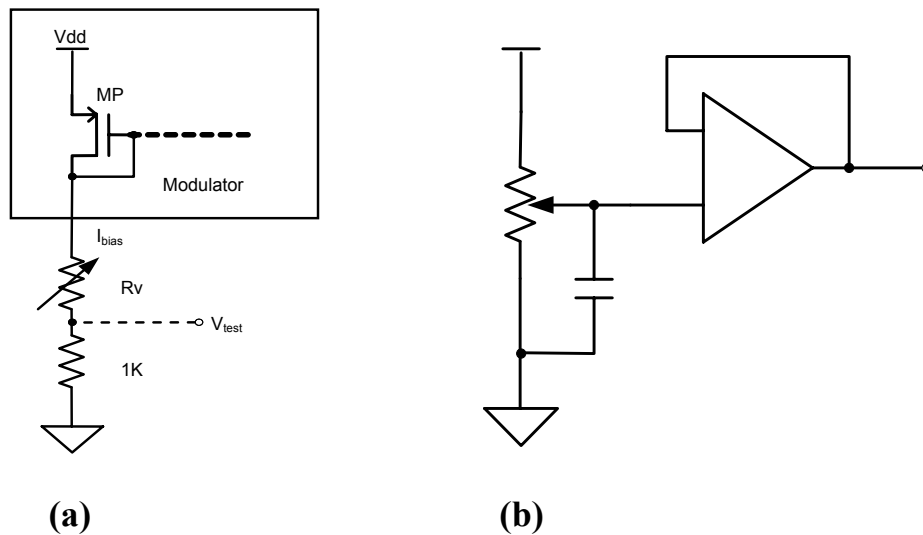 Vdd
MP
Modulator
Ibias
Rv
Vtest
1K
(a)
(b)